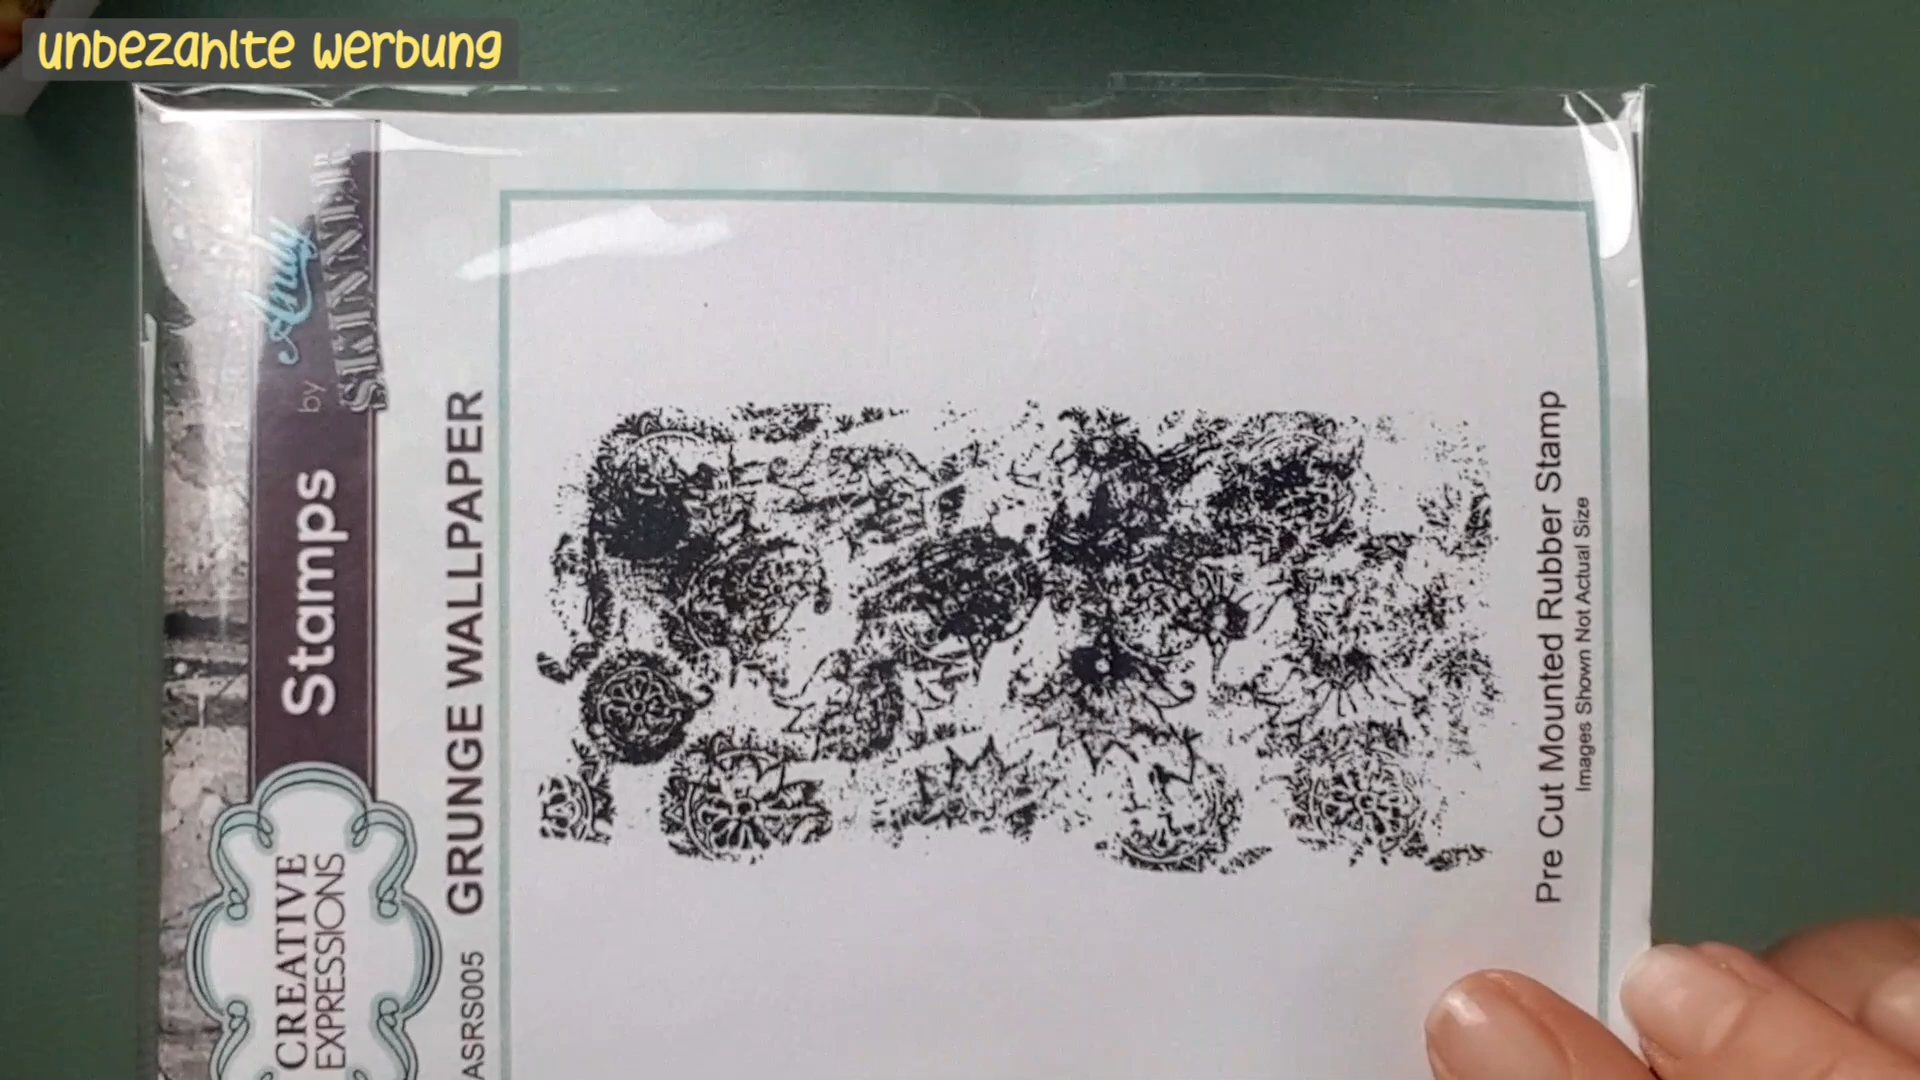 unbezahlte werbung
CREATIVE
EXPRESSIONS
Stamps
by
Andy
SKINNER
ASRS005 GRUNGE WALLPAPER
Pre Cut Mounted Rubber Stamp
Images Shown Not Actual Size